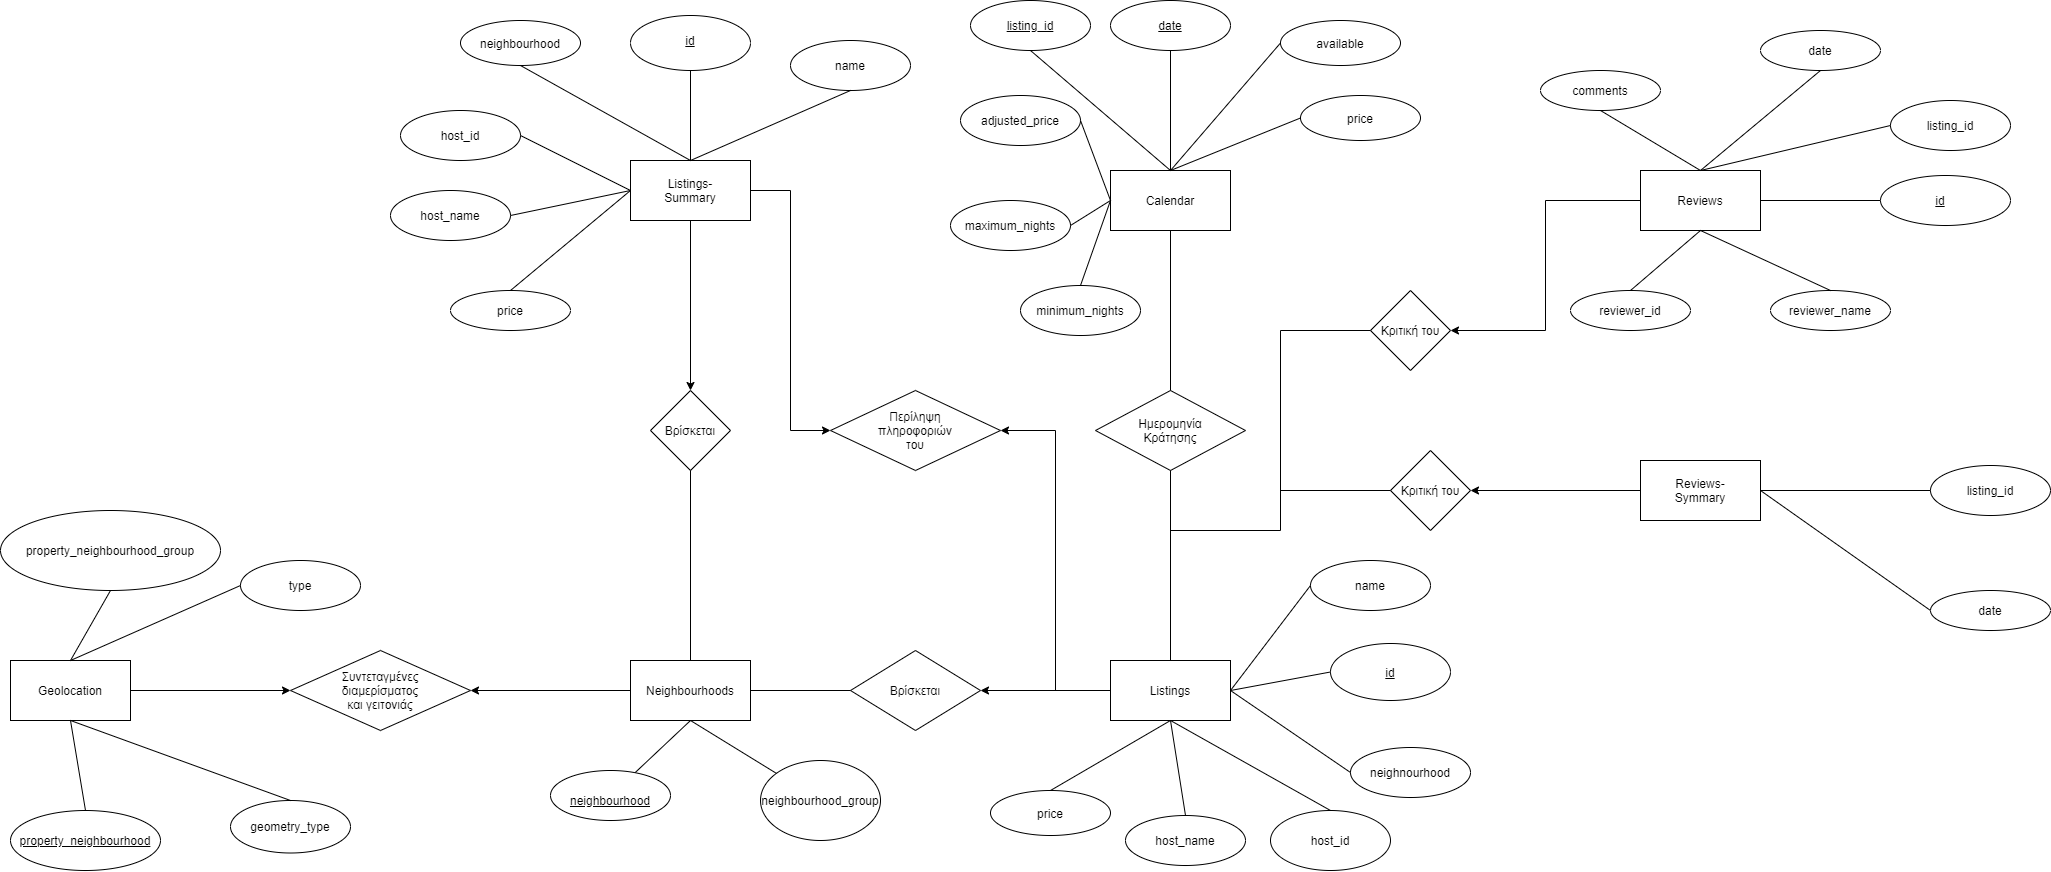 listing_id
date
available
neighbourhood
id
name
date
comments
adjusted_price
price
listing_id
host_id
Listings-
Summary
Calendar
Reviews
id
host_name
maximum_nights
price
minimum_nights
reviewer_id
reviewer_name
Κριτική του
Βρίσκεται
Περίληψη
πληροφοριών
του
Ημερομηνία
Κράτησης
Κριτική του
Reviews-
Symmary
listing_id
property_neighbourhood_group
type
name
date
Geolocation
Συντεταγμένες
διαμερίσματος
και γειτονιάς
Neighbourhoods
Βρίσκεται
Listings
id
neighnourhood
neighbourhood
neighbourhood_group
price
property_neighbourhood
geometry_type
host_name
host_id